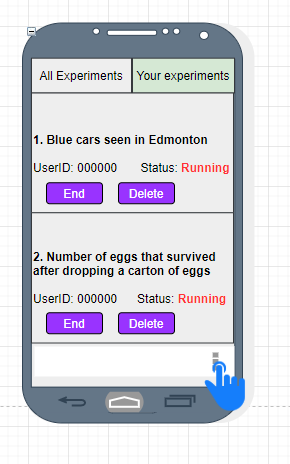 All Experiments Your experiments
1. Blue cars seen in Edmonton
UserID: 000000 Status: Running
End Delete
2. Number of eggs that survived
after dropping a carton of eggs
UserID: 000000 Status: Running
End Delete